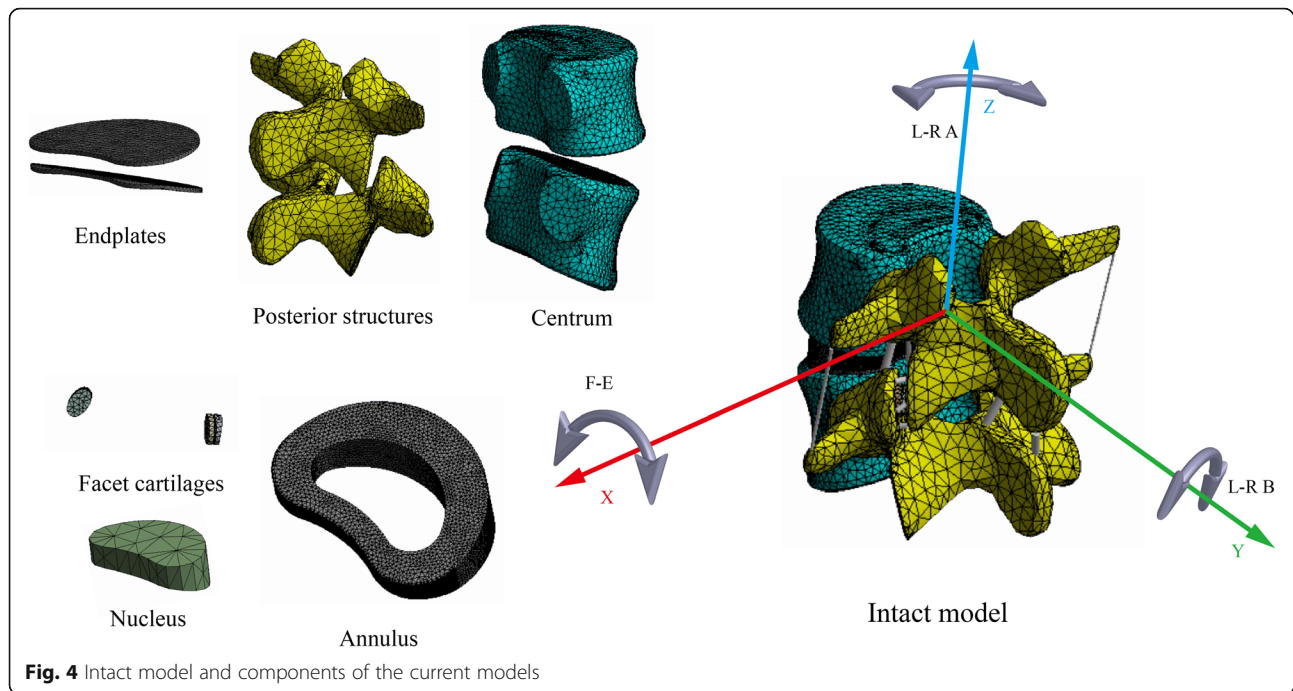 Endplates
Posterior structures
Centrum
Facet cartilages
Nucleus
Annulus
L-R A
Z
F-E
X
L-R B
Y
Intact model
Fig. 4 Intact model and components of the current models